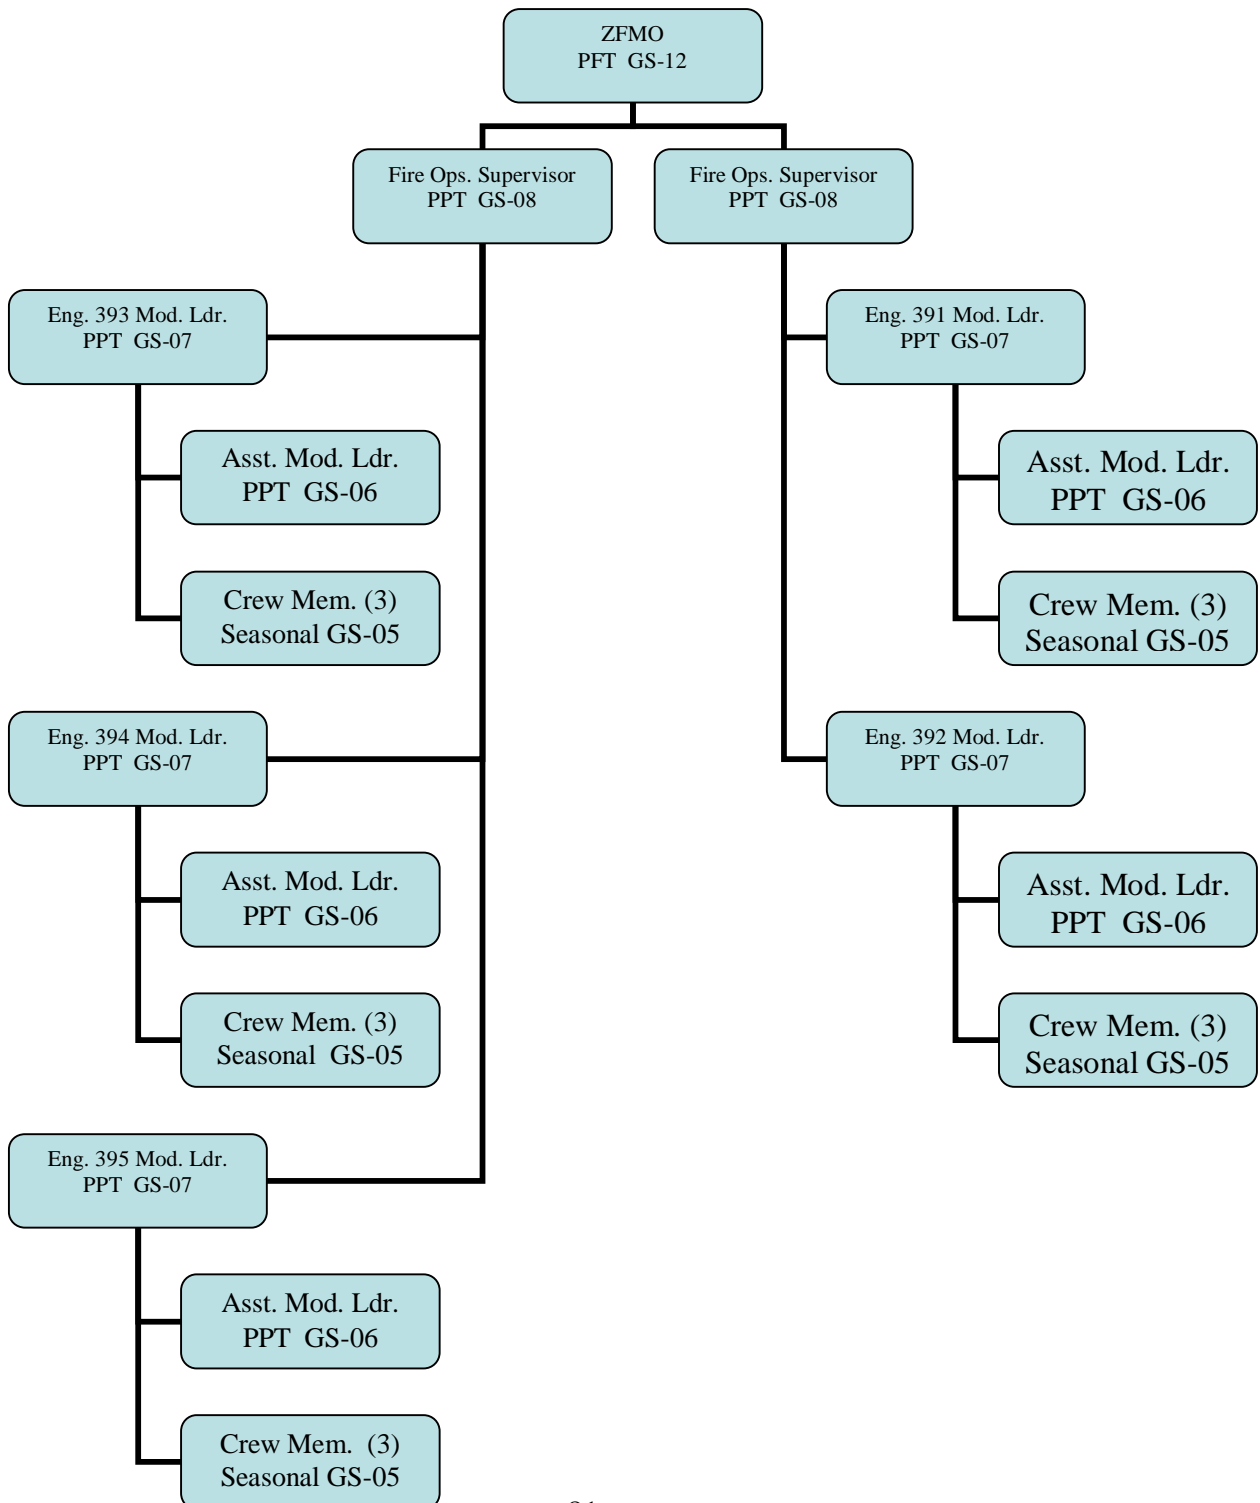 ZFMO
PFT GS-12
Fire Ops. Supervisor
PPT GS-08
Fire Ops. Supervisor
PPT GS-08
Eng. 393 Mod. Ldr.
PPT GS-07
Asst. Mod. Ldr.
PPT GS-06
Crew Mem. (3)
Seasonal GS-05
Eng. 394 Mod. Ldr.
PPT GS-07
Asst. Mod. Ldr.
PPT GS-06
Crew Mem. (3)
Seasonal GS-05
Eng. 395 Mod. Ldr.
PPT GS-07
Asst. Mod. Ldr.
PPT GS-06
Crew Mem. (3)
Seasonal GS-05
Eng. 391 Mod. Ldr.
PPT GS-07
Asst. Mod. Ldr.
PPT GS-06
Crew Mem. (3)
Seasonal GS-05
Eng. 392 Mod. Ldr.
PPT GS-07
Asst. Mod. Ldr.
PPT GS-06
Crew Mem. (3)
Seasonal GS-05